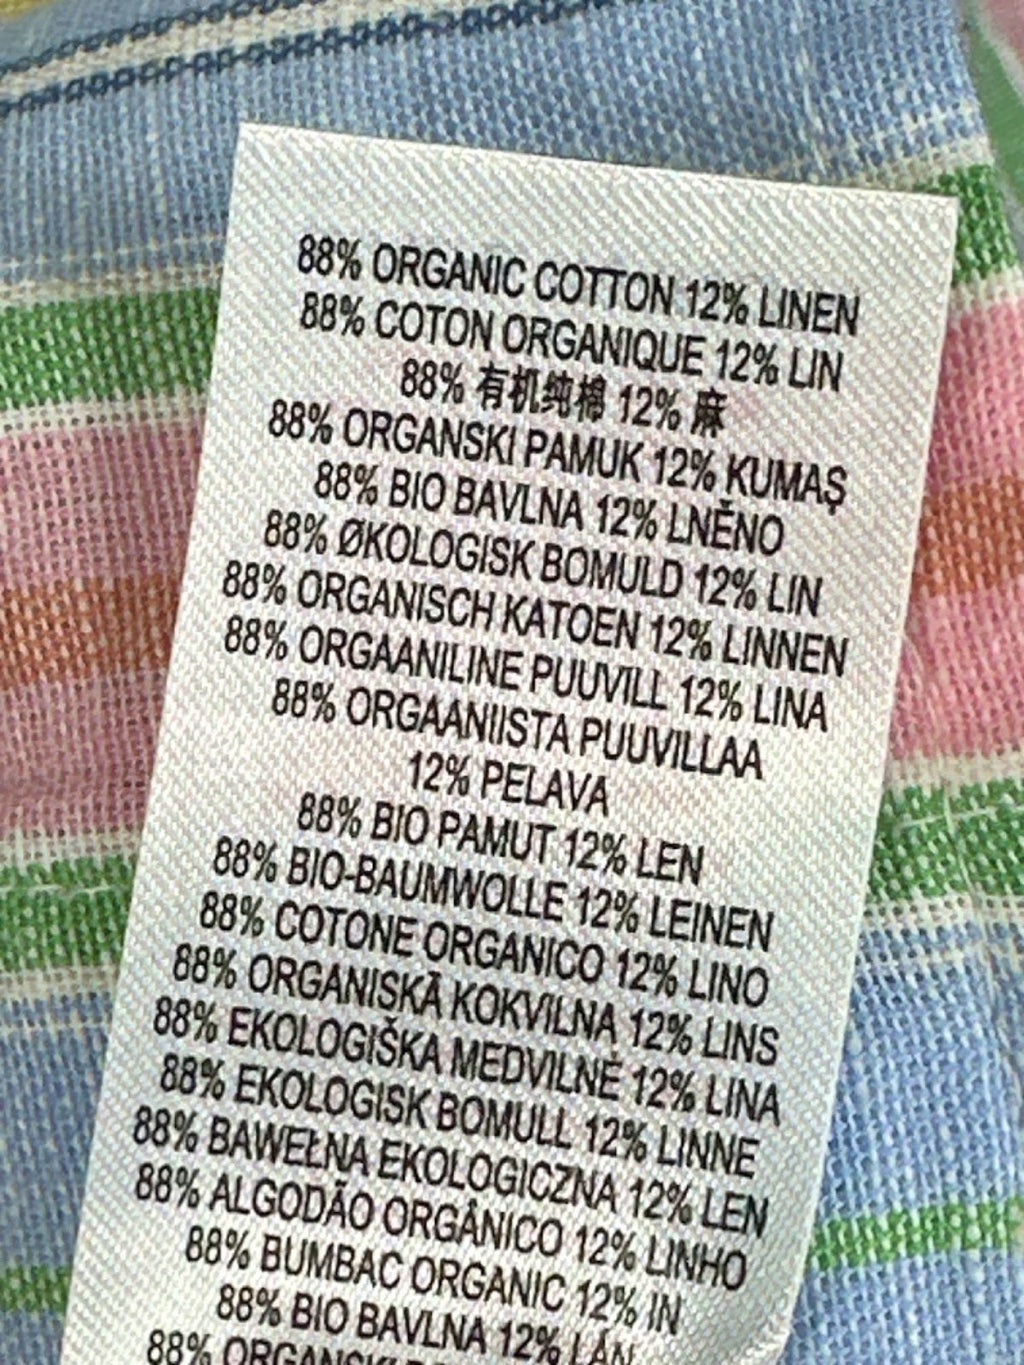 88% ORGANIC COTTON 12% LINEN
88% COTON ORGANIQUE 12% LIN
88% 有机纯棉 12% 麻
88% ORGANSKI PAMUK 12% KUMAŞ
88% BIO BAVLNA 12% LNĚNO
88% ØKOLOGISK BOMULD 12% LIN
88% ORGANISCH KATOEN 12% LINNEN
88% ORGAANILINE PUUVILL 12% LINA
88% ORGAANIISTA PUUVILLAA
12% PELAVA
88% BIO PAMUT 12% LEN
88% BIO-BAUMWOLLE 12% LEINEN
88% COTONE ORGANICO 12% LINO
88% ORGANISKĀ KOKVILNĄ 12% LINS
88% EKOLOGIŠKA MEDVILNĖ 12% LINA
88% EKOLOGISK BOMULL 12% LINNE
88% BAWEŁNA EKOLOGICZNA 12% LEN
88% ALGODÃO ORGÂNICO 12% LINHO
88% BUMBAC ORGANIC 12% IN
88% BIO BAVLNA 12% LÁN
88% ORGANSKI